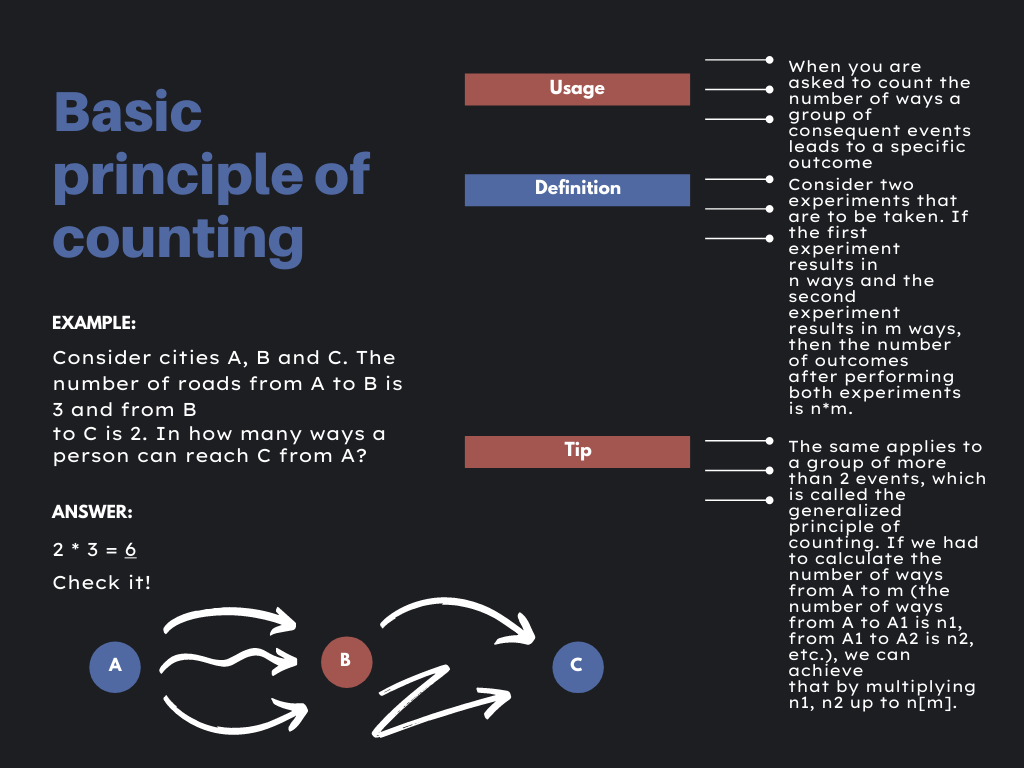 Basic
principle of
counting
EXAMPLE:
Consider cities A, B and C. The
number of roads from A to B is
3 and from B
to C is 2. In how many ways a
person can reach C from A?
ANSWER:
2 * 3 = 6
Check it!
A
B
C
Usage
When you are
asked to count the
number of ways a
group of
consequent events
leads to a specific
outcome
Definition
Consider two
experiments that
are to be taken. If
the first
experiment
results in
n ways and the
second
experiment
results in m ways,
then the number
of outcomes
after performing
both experiments
is n*m.
Tip
The same applies to
a group of more
than 2 events, which
is called the
generalized
principle of
counting. If we had
to calculate the
number of ways
from A to m (the
number of ways
from A to A1 is n1,
from A1 to A2 is n2,
etc.), we can
achieve
that by multiplying
n1, n2 up to n[m].